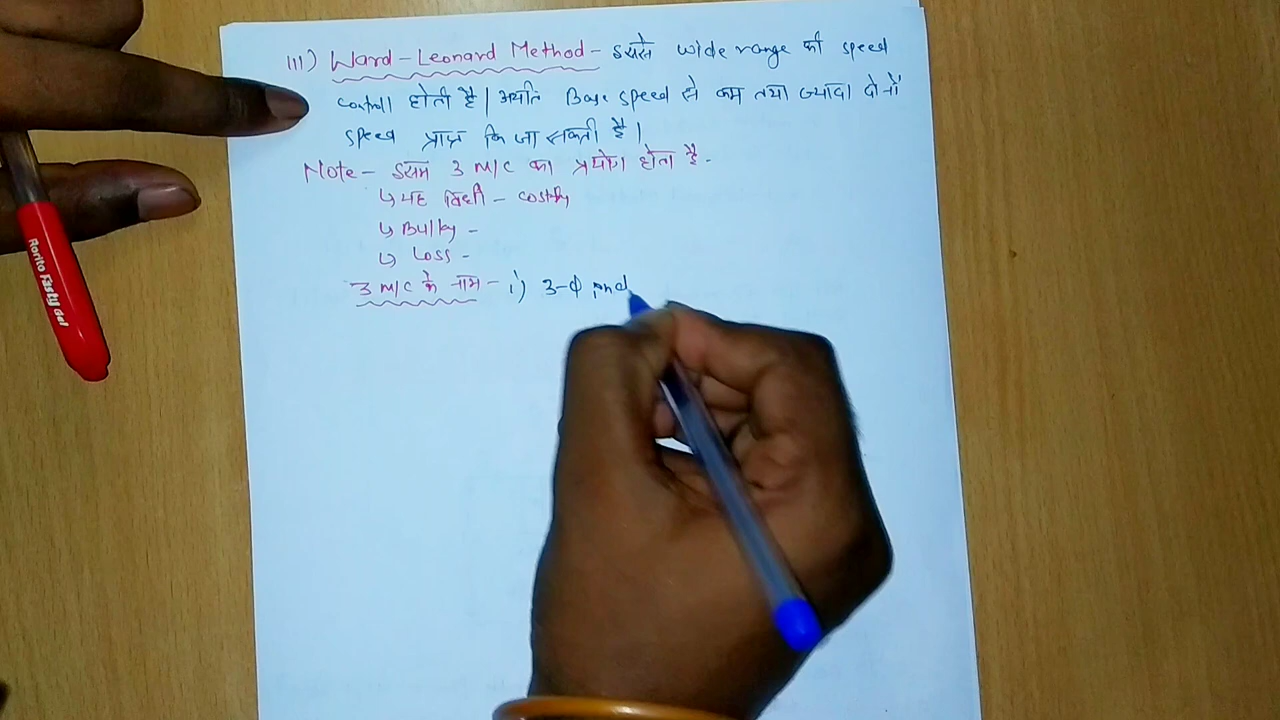 III) Ward-Leonard Method - इससे wide range की speed
control होती है। अर्थात Base speed से कम तथा ज्यादा दोनों
speed प्राप्त कि जा सकती है।
Note- इसमे 3 M/C का प्रयोग होता है.
↳ यह विधी - costly
↳ Bulky -
↳ Loss -
3 M/C के नाम - i) 3-Φ ind
Rorito Fasty Gel